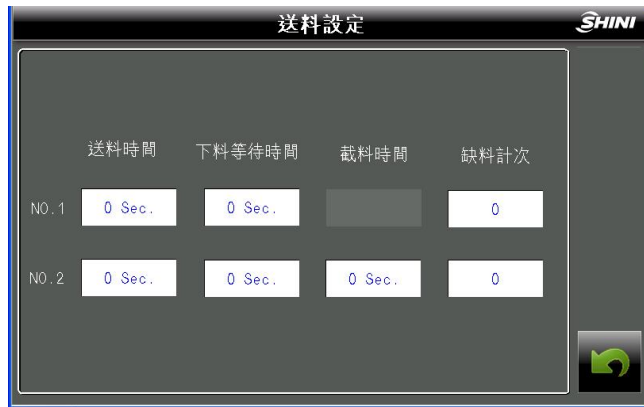 送料設定
SHINI
送料時間 下料等待時間 截料時間 缺料計次
NO.1 0 Sec. 0 Sec. 0
NO.2 0 Sec. 0 Sec. 0 Sec. 0